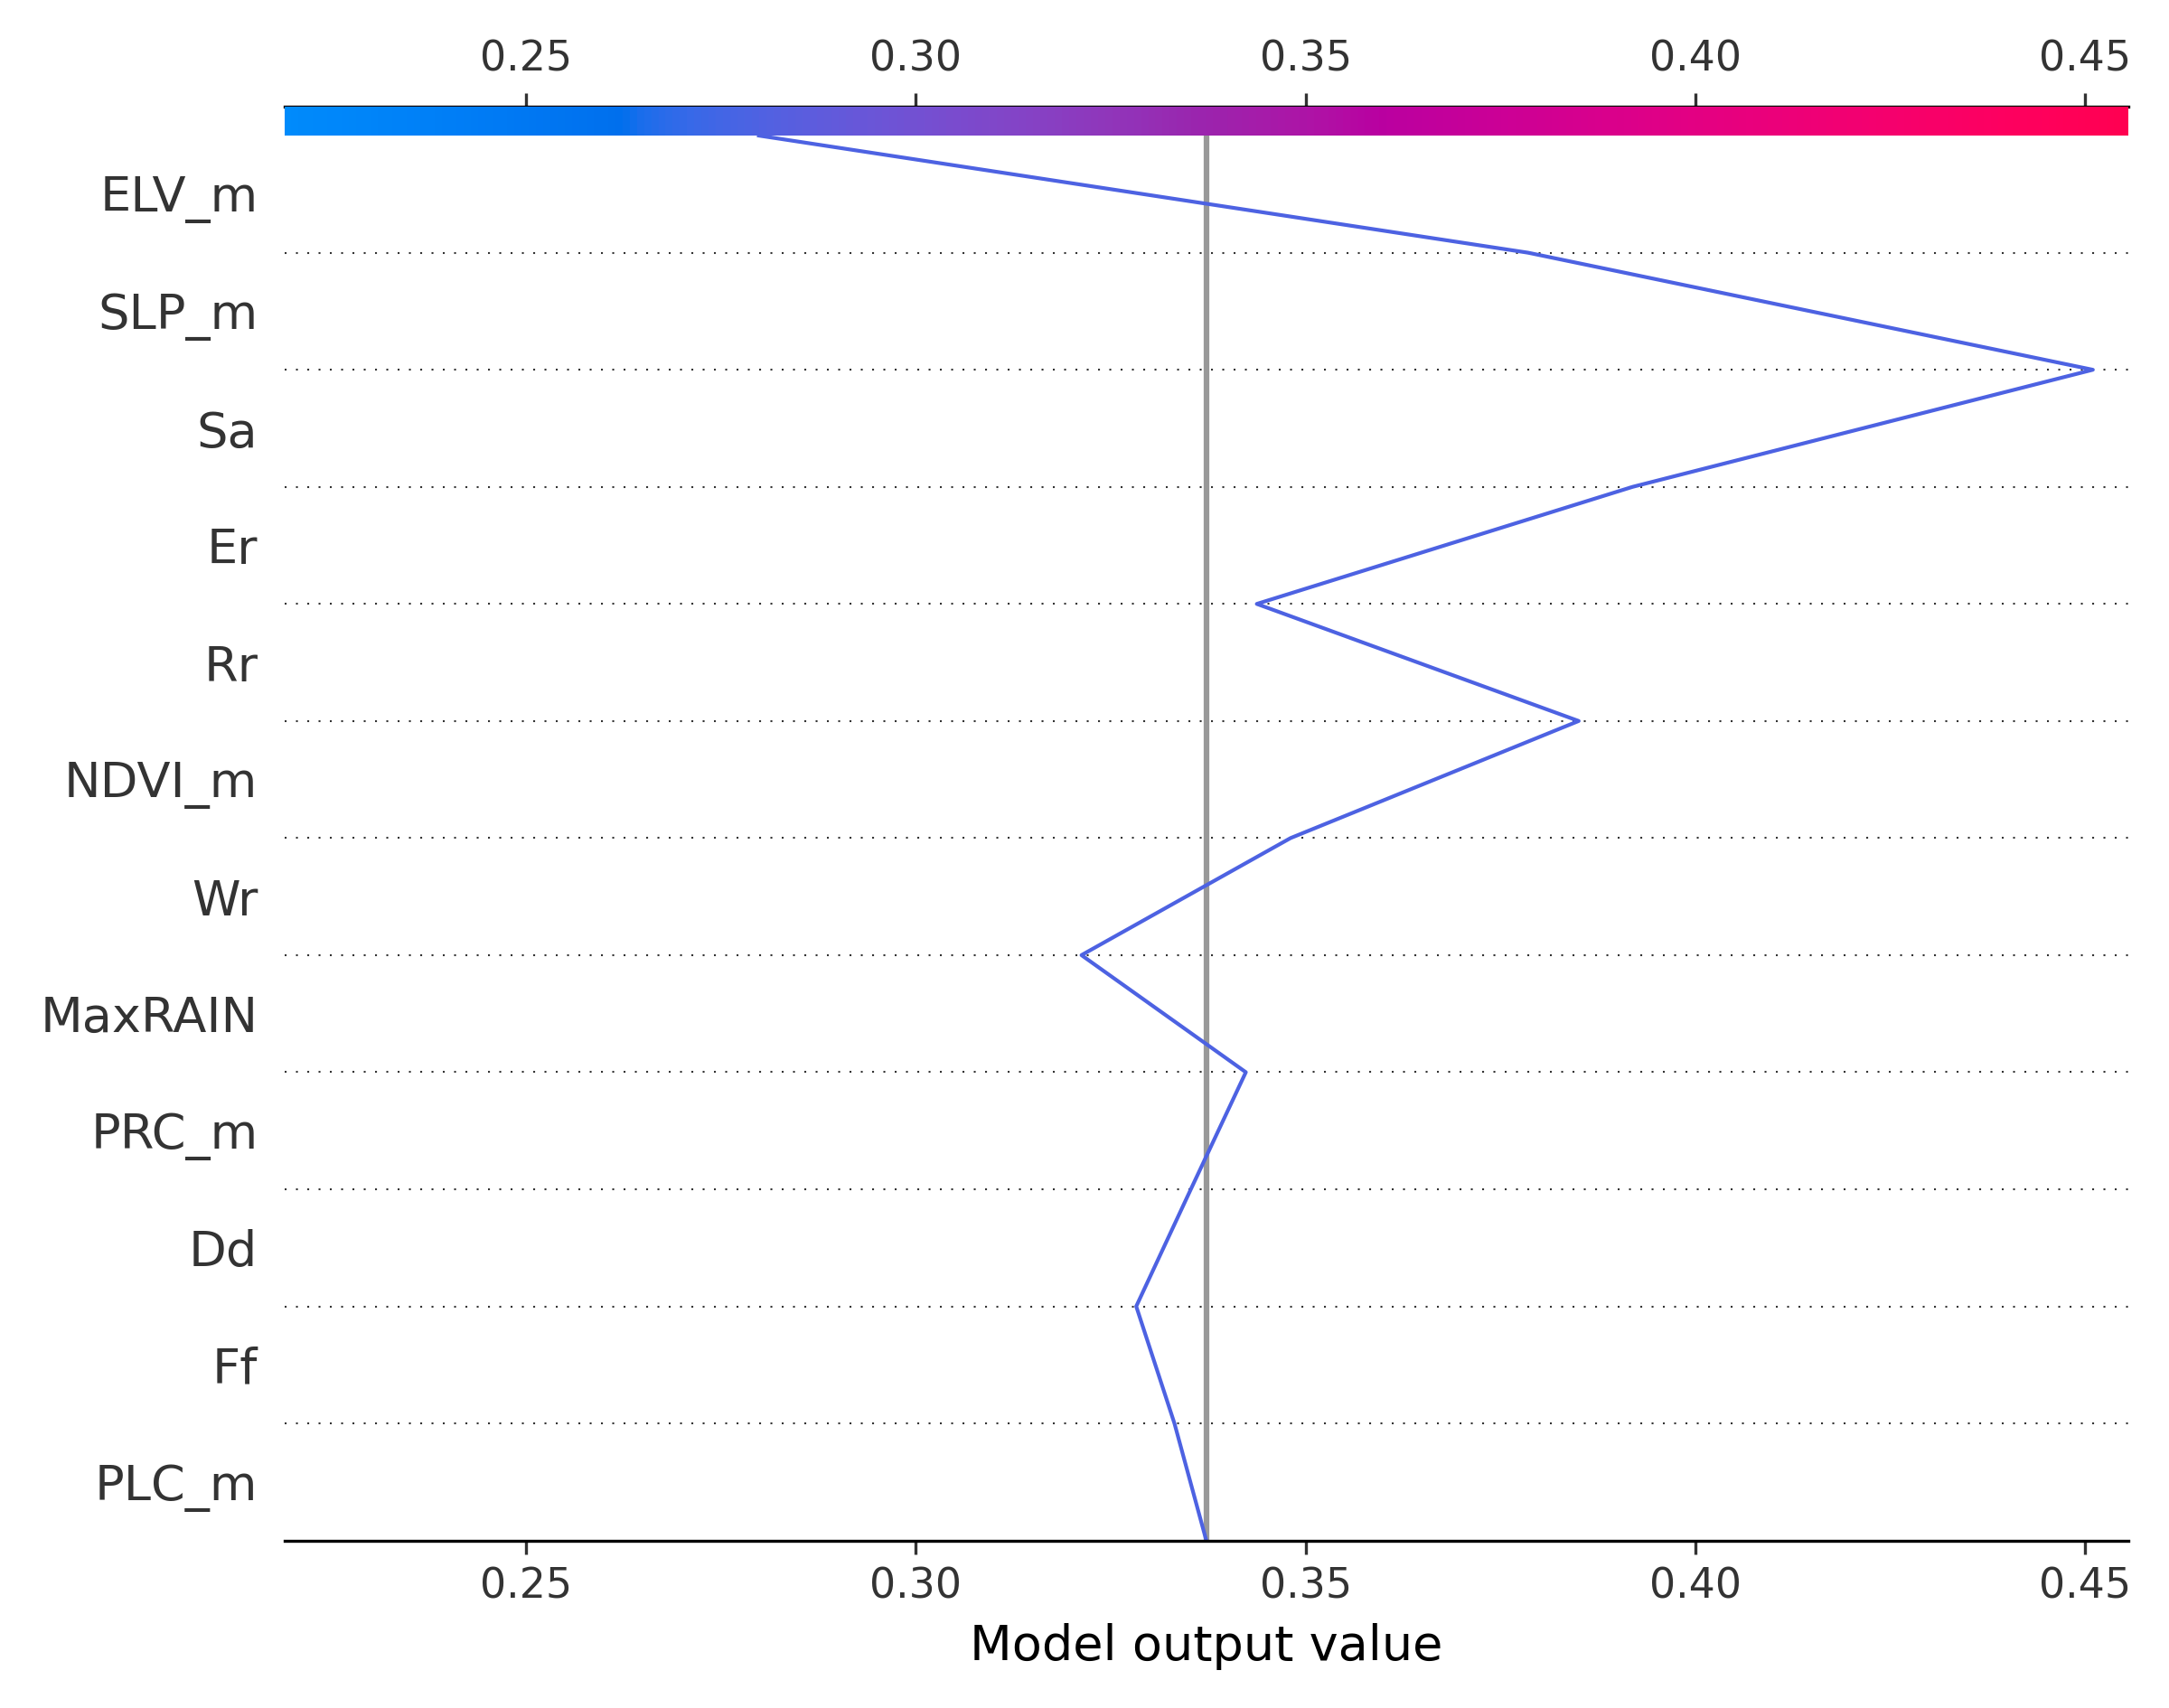 0.25 0.30 0.35 0.40 0.45
ELV_m
SLP_m
Sa
Er
Rr
NDVI_m
Wr
MaxRAIN
PRC_m
Dd
Ff
PLC_m
0.25 0.30 0.35 0.40 0.45
Model output value